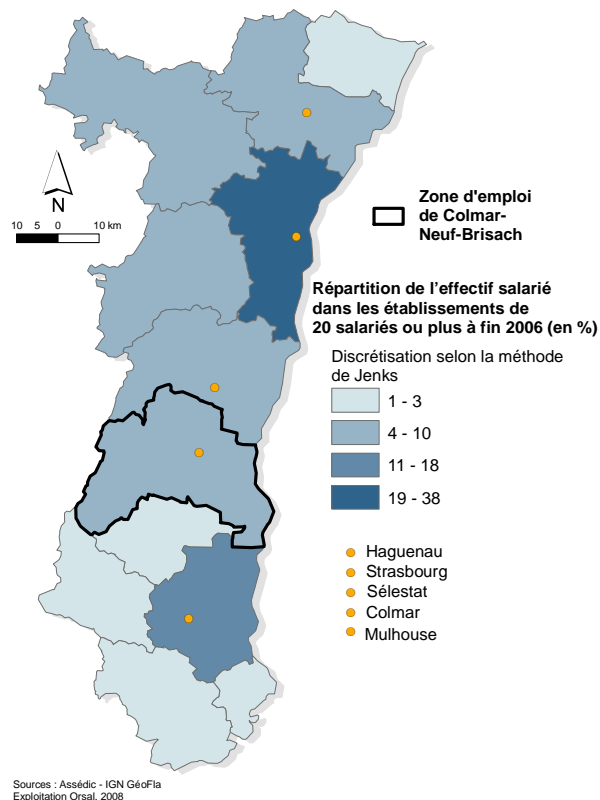 N
10 5 0 10 km
Zone d'emploi
de Colmar-
Neuf-Brisach
Répartition de l'effectif salarié
dans les établissements de
20 salariés ou plus à fin 2006 (en %)
Discrétisation selon la méthode
de Jenks
1 - 3
4 - 10
11 - 18
19 - 38
Haguenau
Strasbourg
Sélestat
Colmar
Mulhouse
Sources : Assédic - IGN GéoFla
Exploitation Orsal, 2008